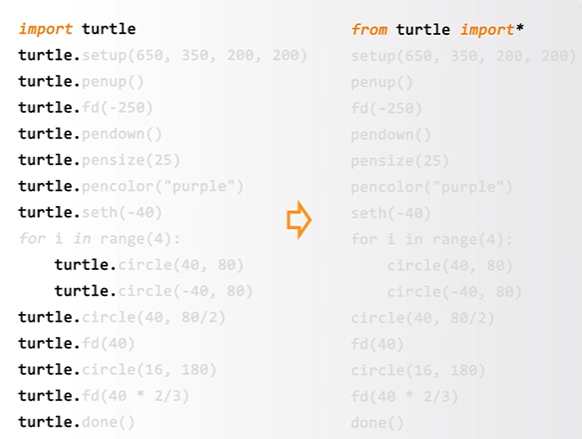 import turtle
turtle.setup(650, 350, 200, 200)
turtle.penup()
turtle.fd(-250)
turtle.pendown()
turtle.pensize(25)
turtle.pencolor("purple")
turtle.seth(-40)
for i in range(4):
    turtle.circle(40, 80)
    turtle.circle(-40, 80)
turtle.circle(40, 80/2)
turtle.fd(40)
turtle.circle(16, 180)
turtle.fd(40 * 2/3)
turtle.done()
from turtle import*
setup(650, 350, 200, 200)
penup()
fd(-250)
pendown()
pensize(25)
pencolor("purple")
seth(-40)
for i in range(4):
    circle(40, 80)
    circle(-40, 80)
circle(40, 80/2)
fd(40)
circle(16, 180)
fd(40 * 2/3)
done()